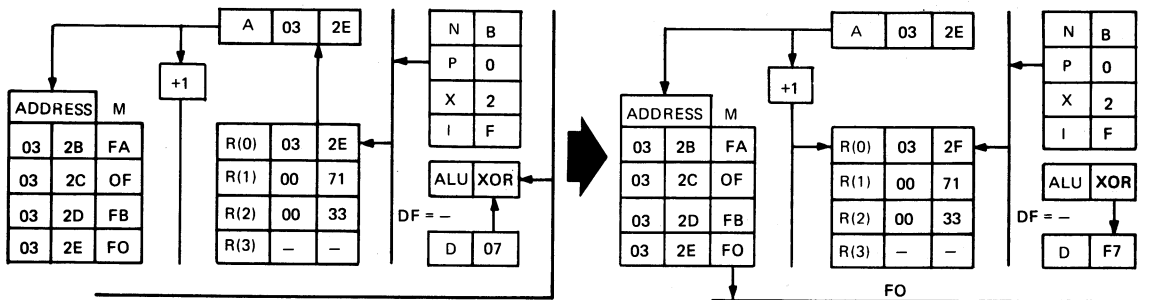 A 03 2E
+1
ADDRESS M
03 2B FA
03 2C OF
03 2D FB
03 2E FO
R(0) 03 2E
R(1) 00 71
R(2) 00 33
R(3) – –
N B
P 0
X 2
I F
ALU XOR
DF = –
D 07
A 03 2E
+1
ADDRESS M
03 2B FA
03 2C OF
03 2D FB
03 2E FO
R(0) 03 2F
R(1) 00 71
R(2) 00 33
R(3) – –
N B
P 0
X 2
I F
ALU XOR
DF = –
D F7
FO